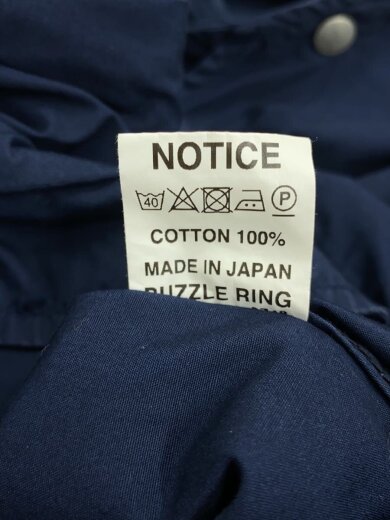 NOTICE
40 P
COTTON 100%
MADE IN JAPAN
PUZZLE RING